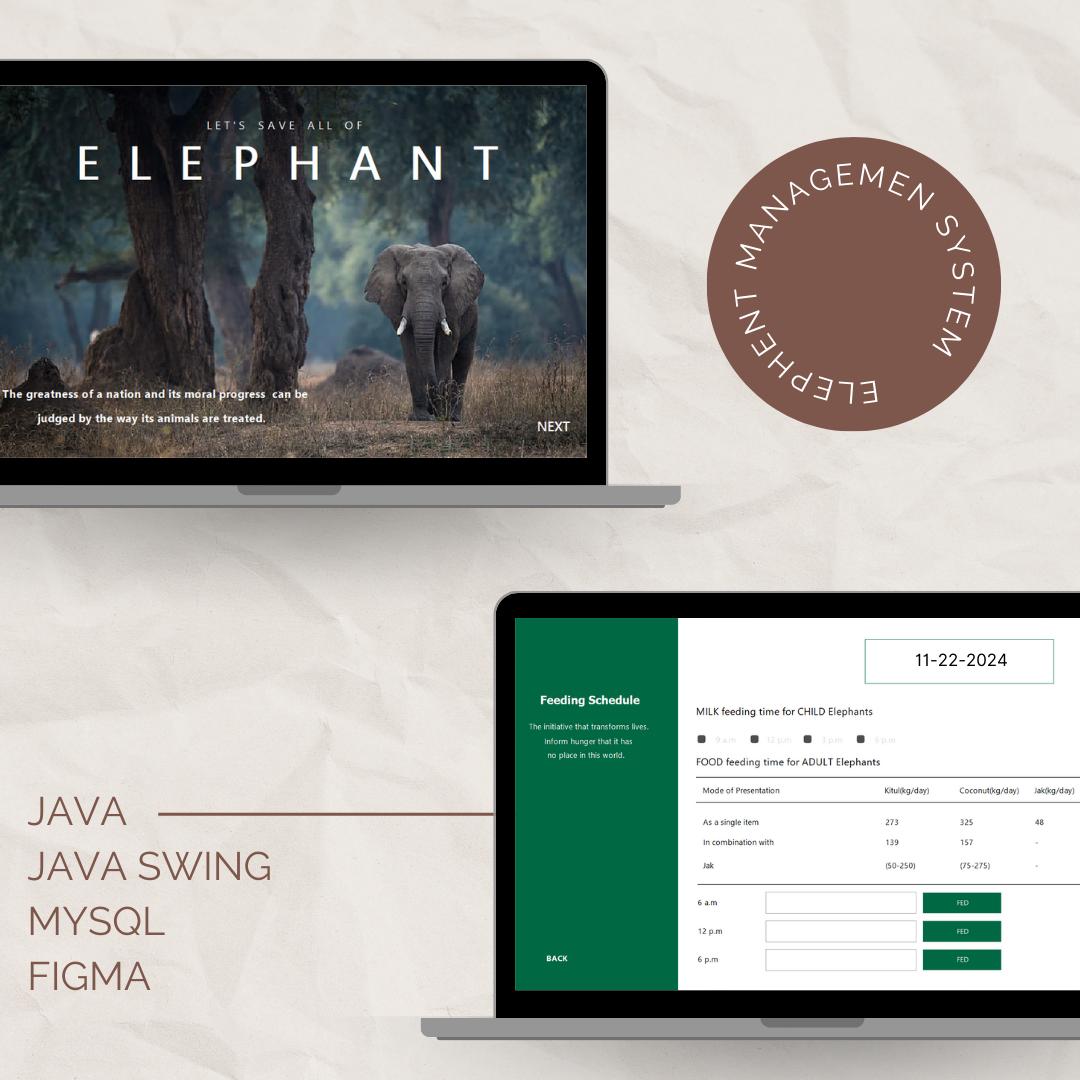 LET'S SAVE ALL OF
ELEPHANT
The greatness of a nation and its moral progress can be
judged by the way its animals are treated.
NEXT
ELEPHENT MANAGEMEN SYSTEM
11-22-2024
Feeding Schedule
The initiative that transforms lives.
Inform hunger that it has
no place in this world.
MILK feeding time for CHILD Elephants
9 a.m 12 p.m 3 p.m 6 p.m
FOOD feeding time for ADULT Elephants
Mode of Presentation Kitul(kg/day) Coconut(kg/day) Jak(kg/day)
As a single item 273 325 48
In combination with 139 157 -
Jak (50-250) (75-275) -
6 a.m FED
12 p.m FED
6 p.m FED
BACK
JAVA
JAVA SWING
MYSQL
FIGMA